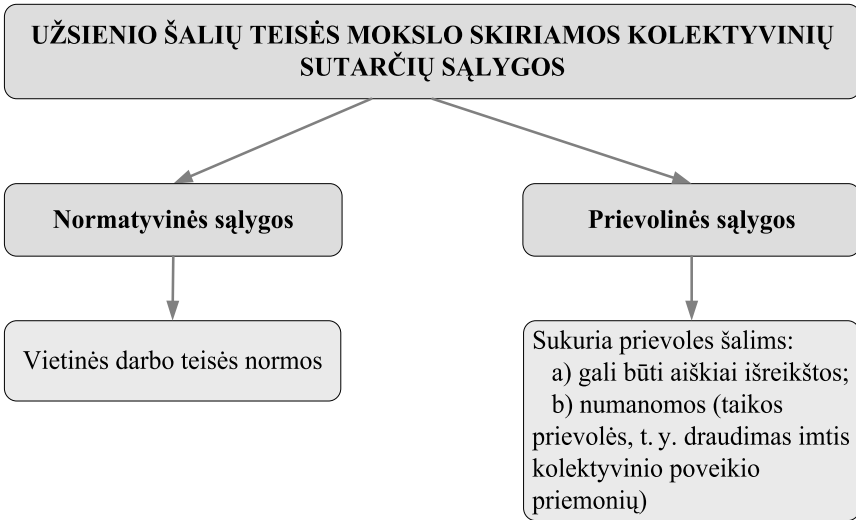 UŽSIENIO ŠALIŲ TEISĖS MOKSLO SKIRIAMOS KOLEKTYVINIŲ
SUTARČIŲ SĄLYGOS
Normatyvinės sąlygos
Prievolinės sąlygos
Vietinės darbo teisės normos
Sukuria prievoles šalims:
a) gali būti aiškiai išreikštos;
b) numanomos (taikos
prievolės, t. y. draudimas imtis
kolektyvinio poveikio
priemonių)